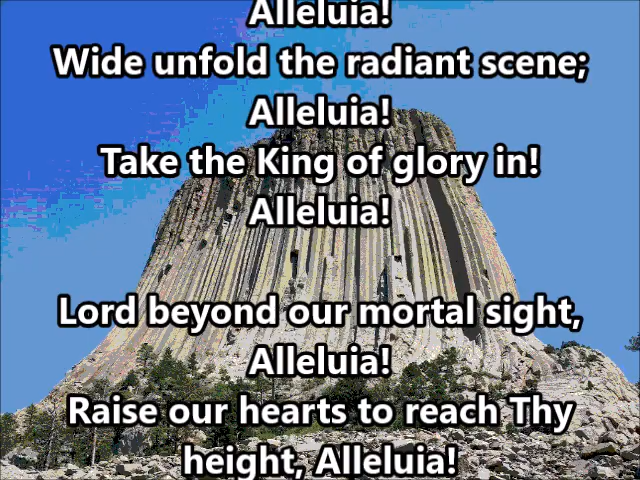 Alleluia!
Wide unfold the radiant scene;
Alleluia!
Take the King of glory in!
Alleluia!
Lord beyond our mortal sight,
Alleluia!
Raise our hearts to reach Thy
height, Alleluia!